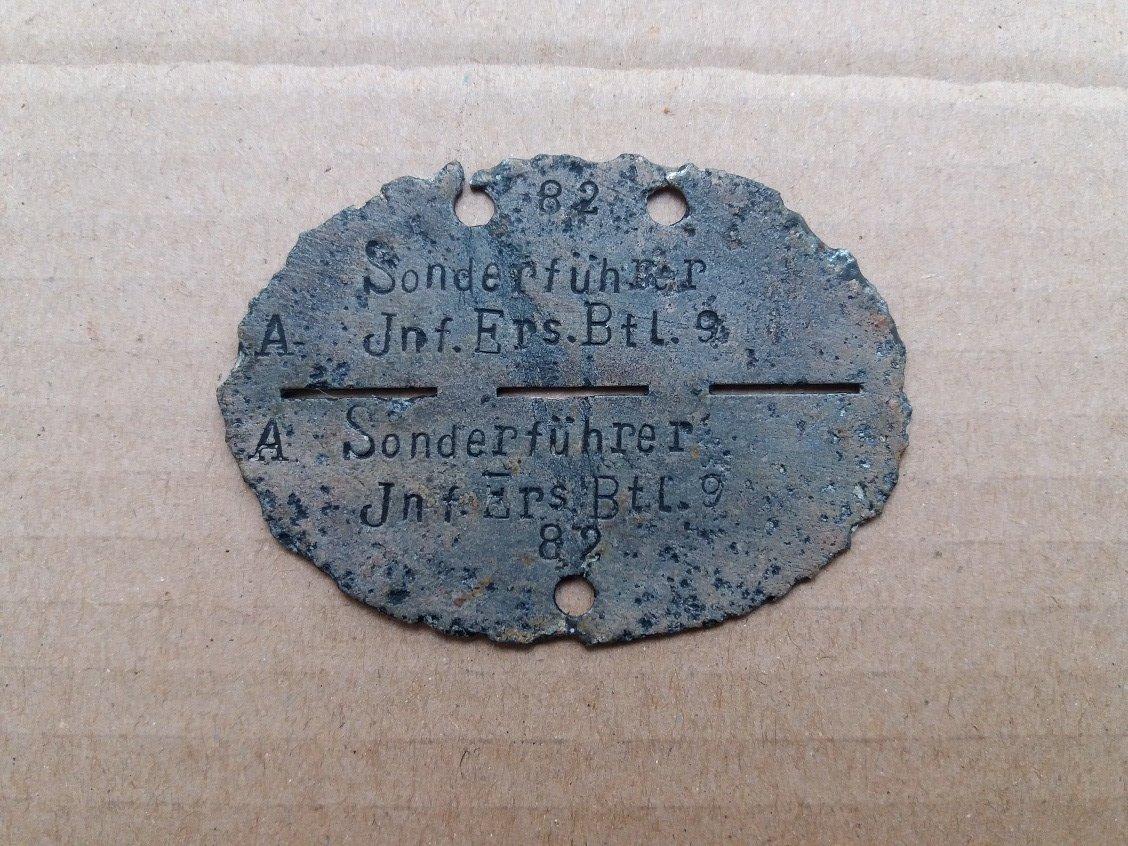 82
Sonderführer
A Jnf. Ers. Btl. 9
A Sonderführer
Jnf. Ers. Btl. 9
82